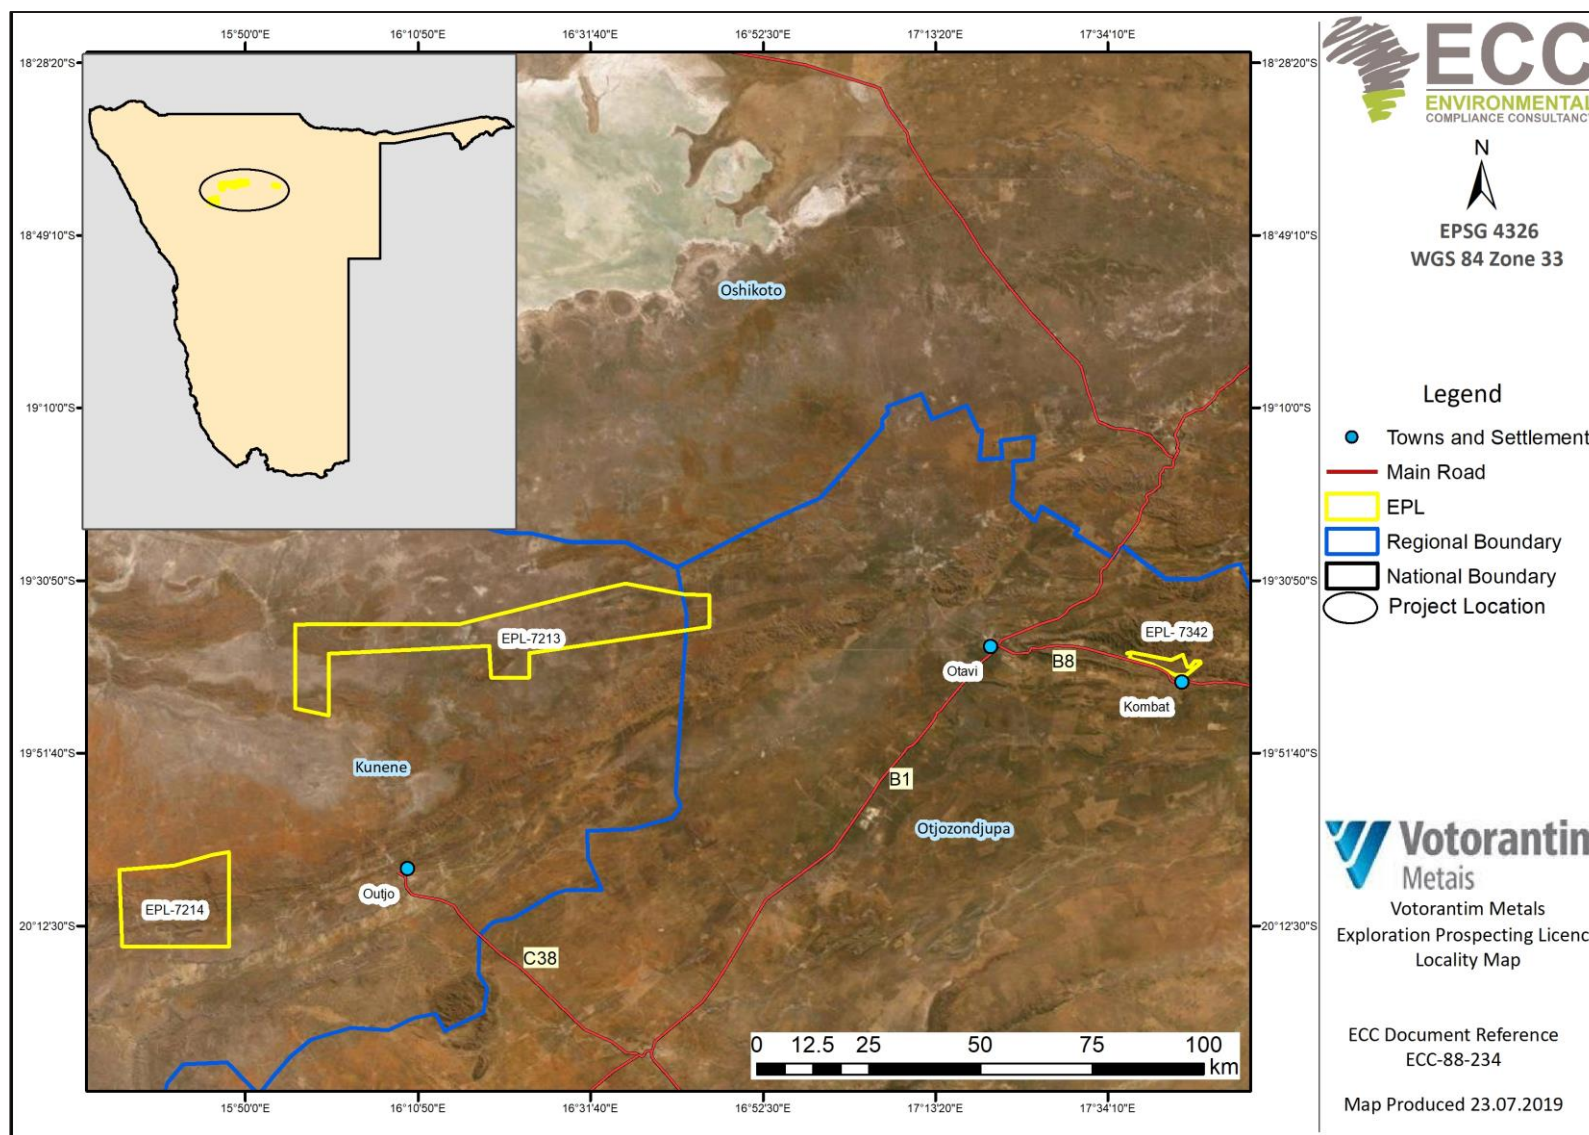 15°50'0"E 16°10'50"E 16°31'40"E 16°52'30"E 17°13'20"E 17°34'10"E
18°28'20"S 18°28'20"S
18°49'10"S 18°49'10"S
19°10'0"S 19°10'0"S
19°30'50"S 19°30'50"S
19°51'40"S 19°51'40"S
20°12'30"S 20°12'30"S
Oshikoto
EPL-7213
EPL- 7342
Otavi
B8
Kombat
Kunene
B1
Otjozondjupa
Outjo
EPL-7214
C38
0 12.5 25 50 75 100
km
15°50'0"E 16°10'50"E 16°31'40"E 16°52'30"E 17°13'20"E 17°34'10"E
ECC
ENVIRONMENTAL
COMPLIANCE CONSULTANCY
N
EPSG 4326
WGS 84 Zone 33
Legend
Towns and Settlement
Main Road
EPL
Regional Boundary
National Boundary
Project Location
Votorantim
Metais
Votorantim Metals
Exploration Prospecting Licenc
Locality Map
ECC Document Reference
ECC-88-234
Map Produced 23.07.2019